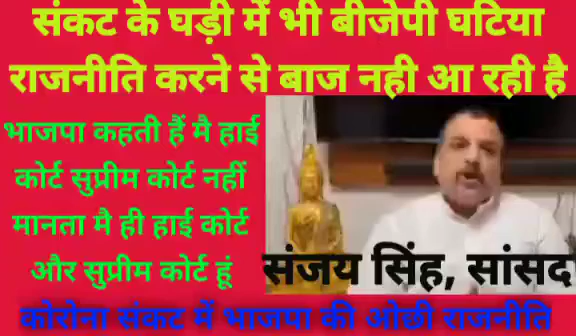 संकट के घड़ी में भी बीजेपी घटिया
राजनीति करने से बाज नही आ रही है
भाजपा कहती हैं मै हाई
कोर्ट सुप्रीम कोर्ट नहीं
मानता मै ही हाई कोर्ट
और सुप्रीम कोर्ट हूं
संजय सिंह, सांसद
कोरोना संकट में भाजपा की ओछी राजनीति